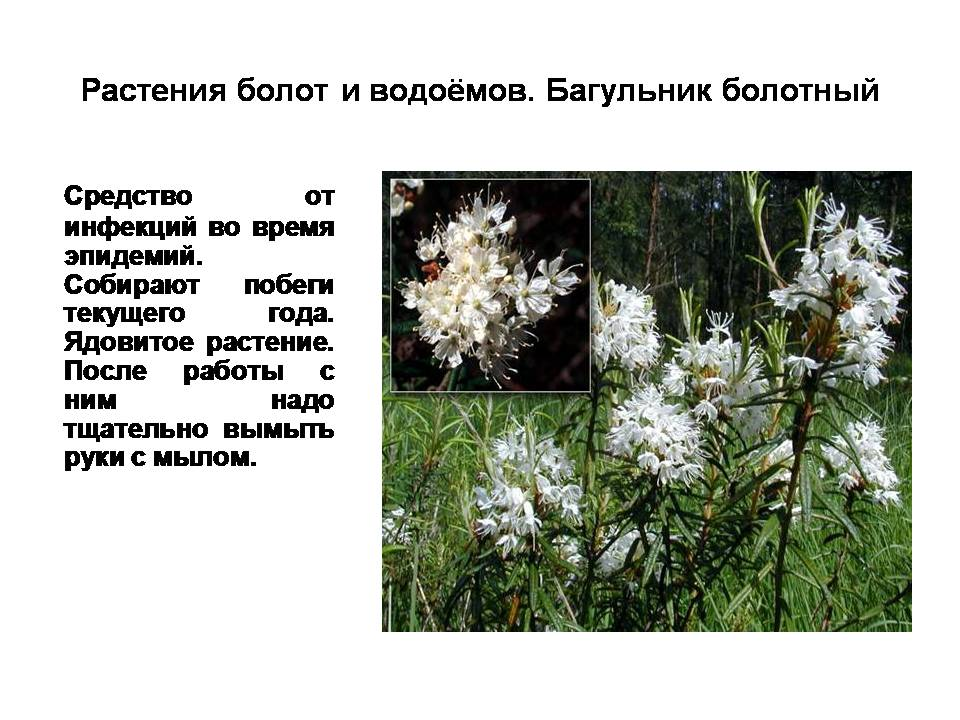 Растения болот и водоёмов. Багульник болотный
Средство от
инфекций во время
эпидемий.
Собирают побеги
текущего года.
Ядовитое растение.
После работы с
ним надо
тщательно вымыть
руки с мылом.